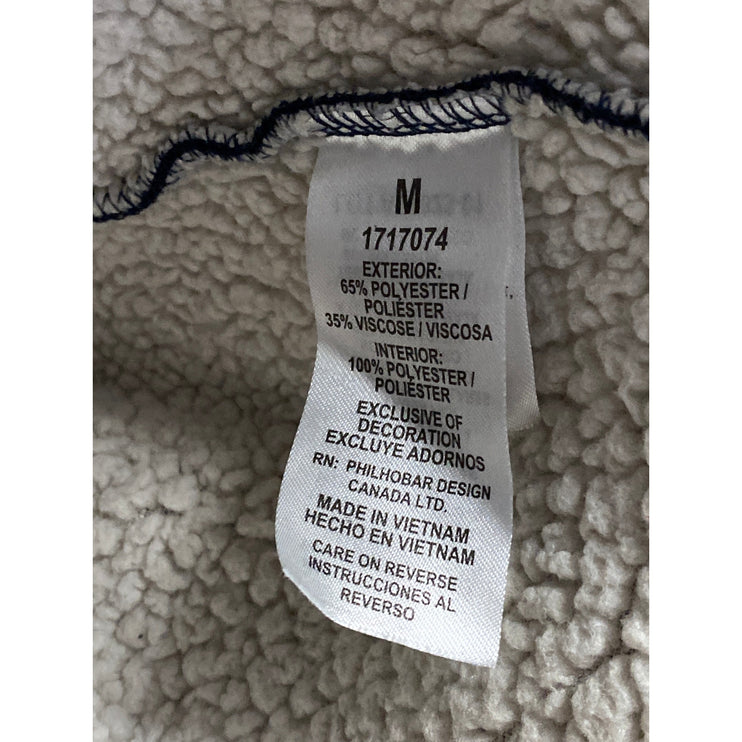 M
1717074
EXTERIOR:
65% POLYESTER /
POLIÉSTER
35% VISCOSE / VISCOSA
INTERIOR:
100% POLYESTER /
POLIÉSTER
EXCLUSIVE OF
DECORATION
EXCLUYE ADORNOS
RN: PHILHOBAR DESIGN
CANADA LTD.
MADE IN VIETNAM
HECHO EN VIETNAM
CARE ON REVERSE
INSTRUCCIONES AL
REVERSO